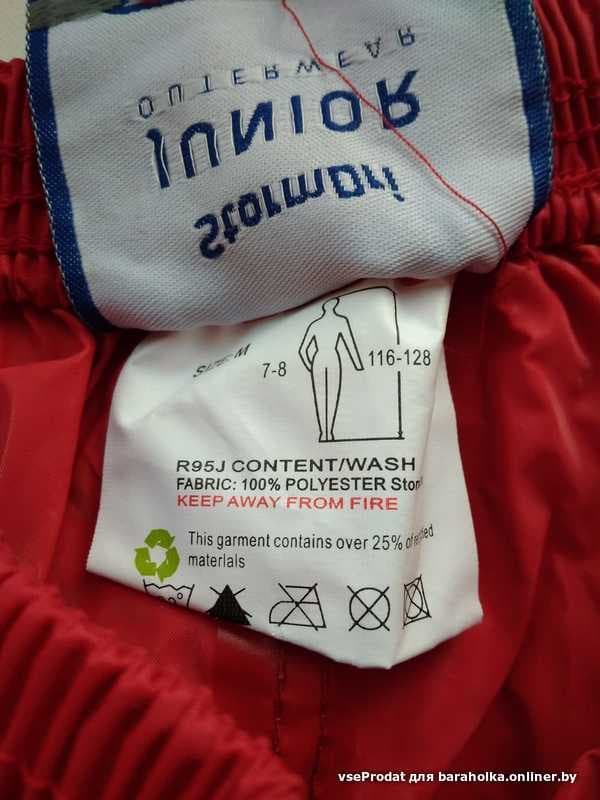 OUTERWEAR
JUNIOR
StormDri
SIZE: M
7-8
116-128
R95J CONTENT/WASH
FABRIC: 100% POLYESTER
KEEP AWAY FROM FIRE
This garment contains over 25% of
materials
vseProdat для baraholka.onliner.by